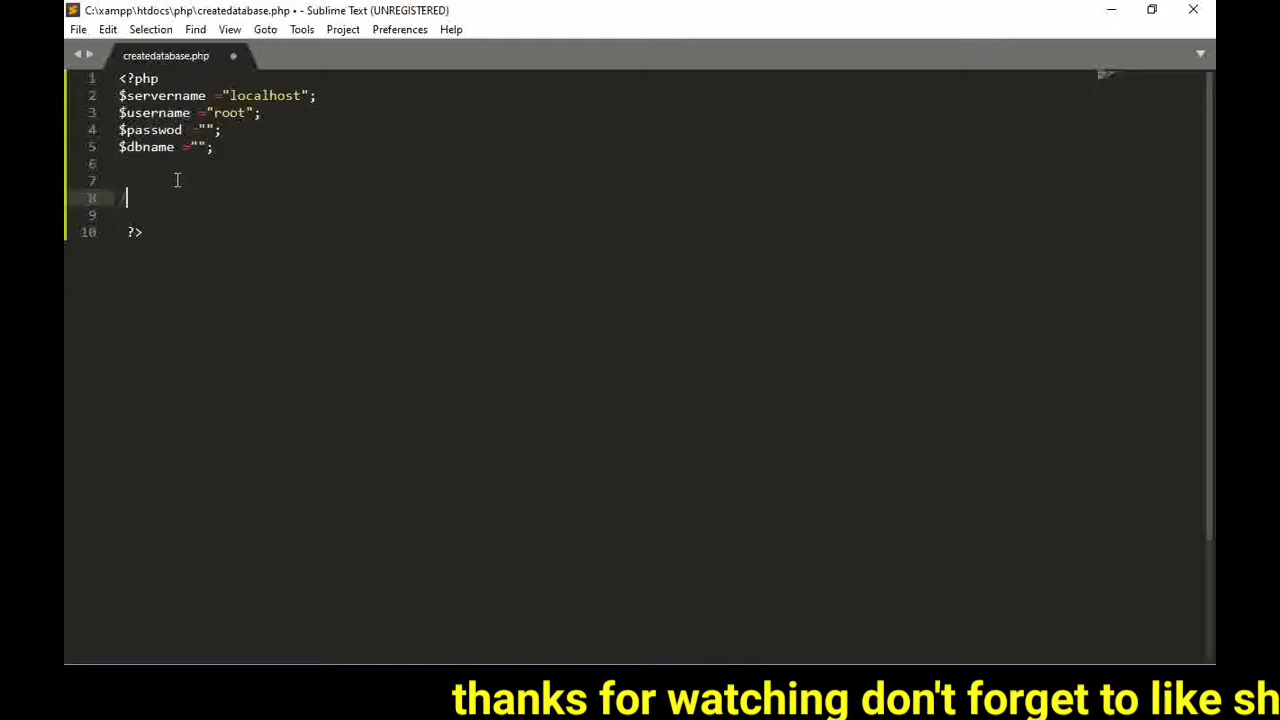 C:\xampp\htdocs\php\createdatabase.php • - Sublime Text (UNREGISTERED)
File Edit Selection Find View Goto Tools Project Preferences Help
createdatabase.php
1 <?php
2 $servername ="localhost";
3 $username ="root";
4 $passwod ="";
5 $dbname ="";
6
7
8 /
9
10 ?>
thanks for watching don't forget to like sh